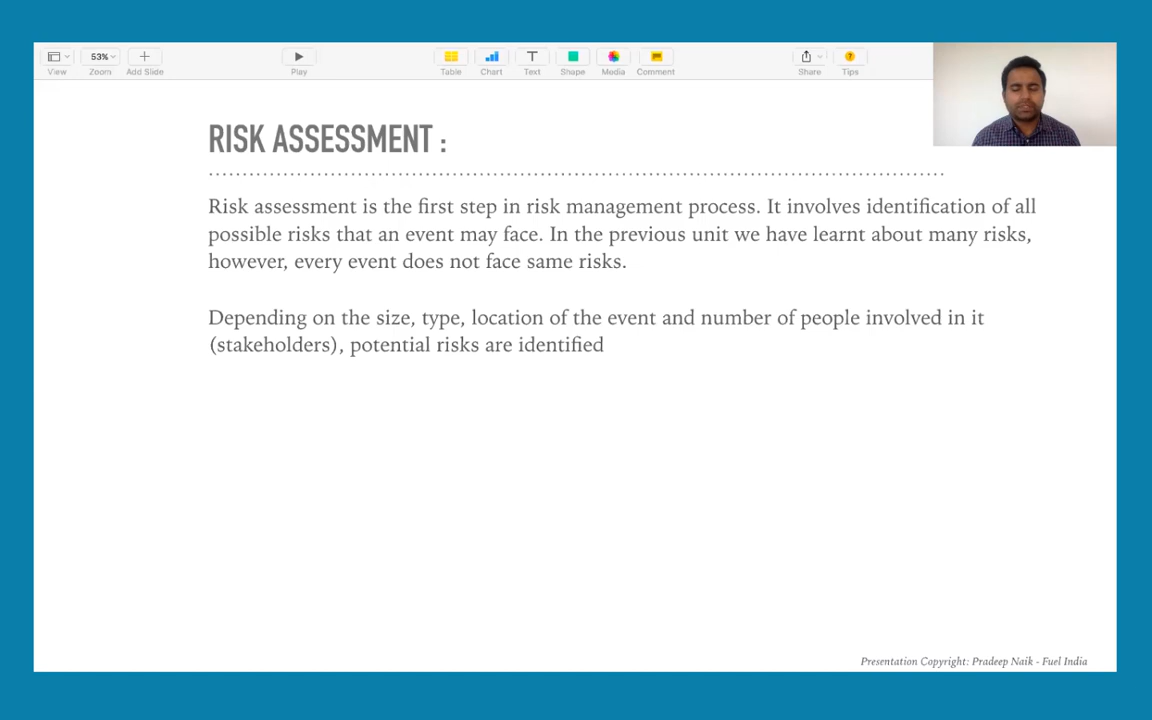 53%
View
Zoom
Add Slide
Play
Table
Chart
Text
Shape
Media
Comment
Share
Tips
RISK ASSESSMENT :
Risk assessment is the first step in risk management process. It involves identification of all
possible risks that an event may face. In the previous unit we have learnt about many risks,
however, every event does not face same risks.
Depending on the size, type, location of the event and number of people involved in it
(stakeholders), potential risks are identified
Presentation Copyright: Pradeep Naik - Fuel India